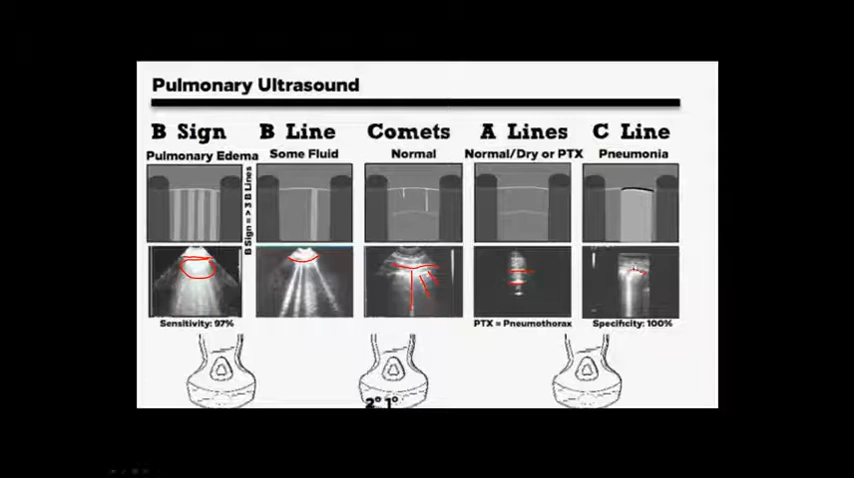 Pulmonary Ultrasound
B Sign
Pulmonary Edema
B Line
Some Fluid
Comets
Normal
A Lines
Normal/Dry or PTX
C Line
Pneumonia
B Sign = > 3 B Lines
Sensitivity: 97%
PTX = Pneumothorax
Specificity: 100%
2° 1°